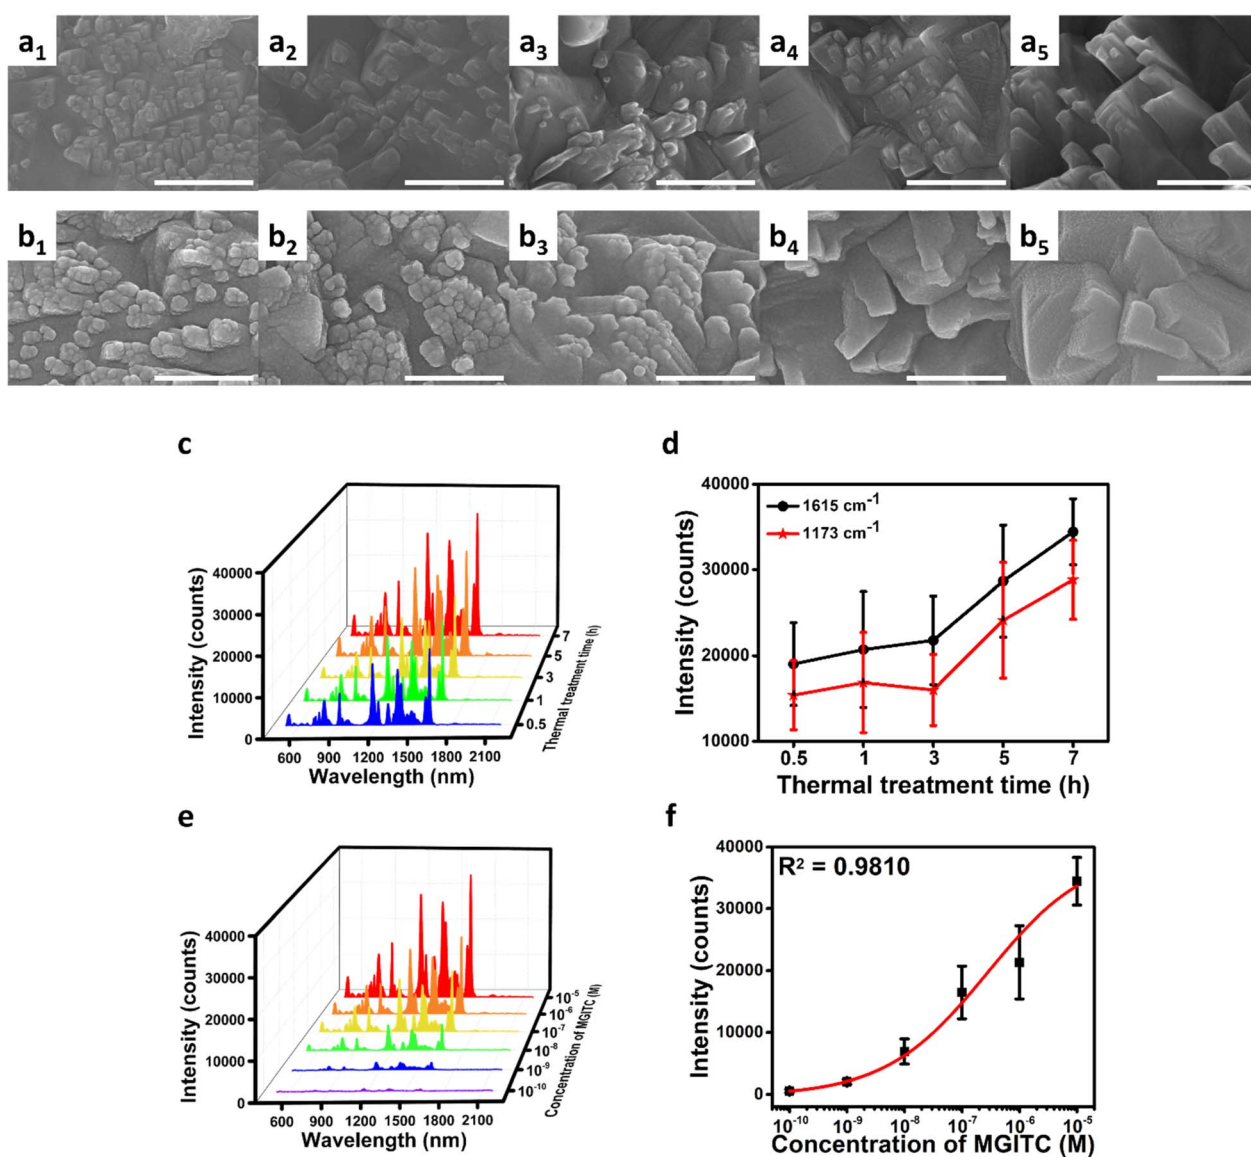 a1 a2 a3 a4 a5
b1 b2 b3 b4 b5
c
Intensity (counts)
40000
30000
20000
10000
0
600 900 1200 1500 1800 2100
Wavelength (nm)
7
5
3
1
0.5
Thermal treatment time (h)
d
Intensity (counts)
40000
30000
20000
10000
1615 cm⁻¹
1173 cm⁻¹
0.5 1 3 5 7
Thermal treatment time (h)
e
Intensity (counts)
40000
30000
20000
10000
0
600 900 1200 1500 1800 2100
Wavelength (nm)
10⁻⁵
10⁻⁶
10⁻⁷
10⁻⁸
10⁻⁹
10⁻¹⁰
Concentration of MGITC (M)
f
Intensity (counts)
40000
30000
20000
10000
0
R² = 0.9810
10⁻¹⁰ 10⁻⁹ 10⁻⁸ 10⁻⁷ 10⁻⁶ 10⁻⁵
Concentration of MGITC (M)